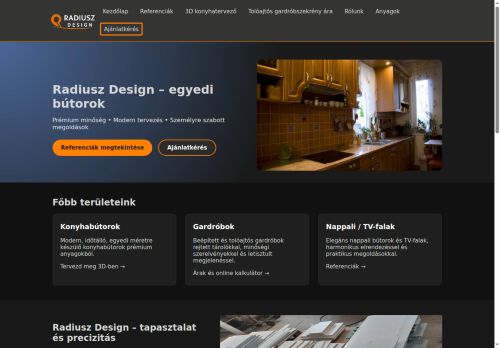 RADIUSZ
DESIGN
Kezdőlap Referenciák 3D konyhatervező Tolóajtós gardróbszekrény ára Rólunk Anyagok
Ajánlatkérés
Radiusz Design – egyedi
bútorok
Prémium minőség • Modern tervezés • Személyre szabott
megoldások
Referenciák megtekintése Ajánlatkérés
Főbb területeink
Konyhabútorok
Modern, időtálló, egyedi méretre
készülő konyhabútorok prémium
anyagokból.
Tervezd meg 3D-ben →
Gardróbok
Beépített és tolóajtós gardróbok
rejtett tárolókkal, minőségi
szerelvényekkel és letisztult
megjelenéssel.
Árak és online kalkulátor →
Nappali / TV-falak
Elegáns nappali bútorok és TV-falak,
harmonikus elrendezéssel és
praktikus megoldásokkal.
Referenciák →
Radiusz Design – tapasztalat
és precizitás